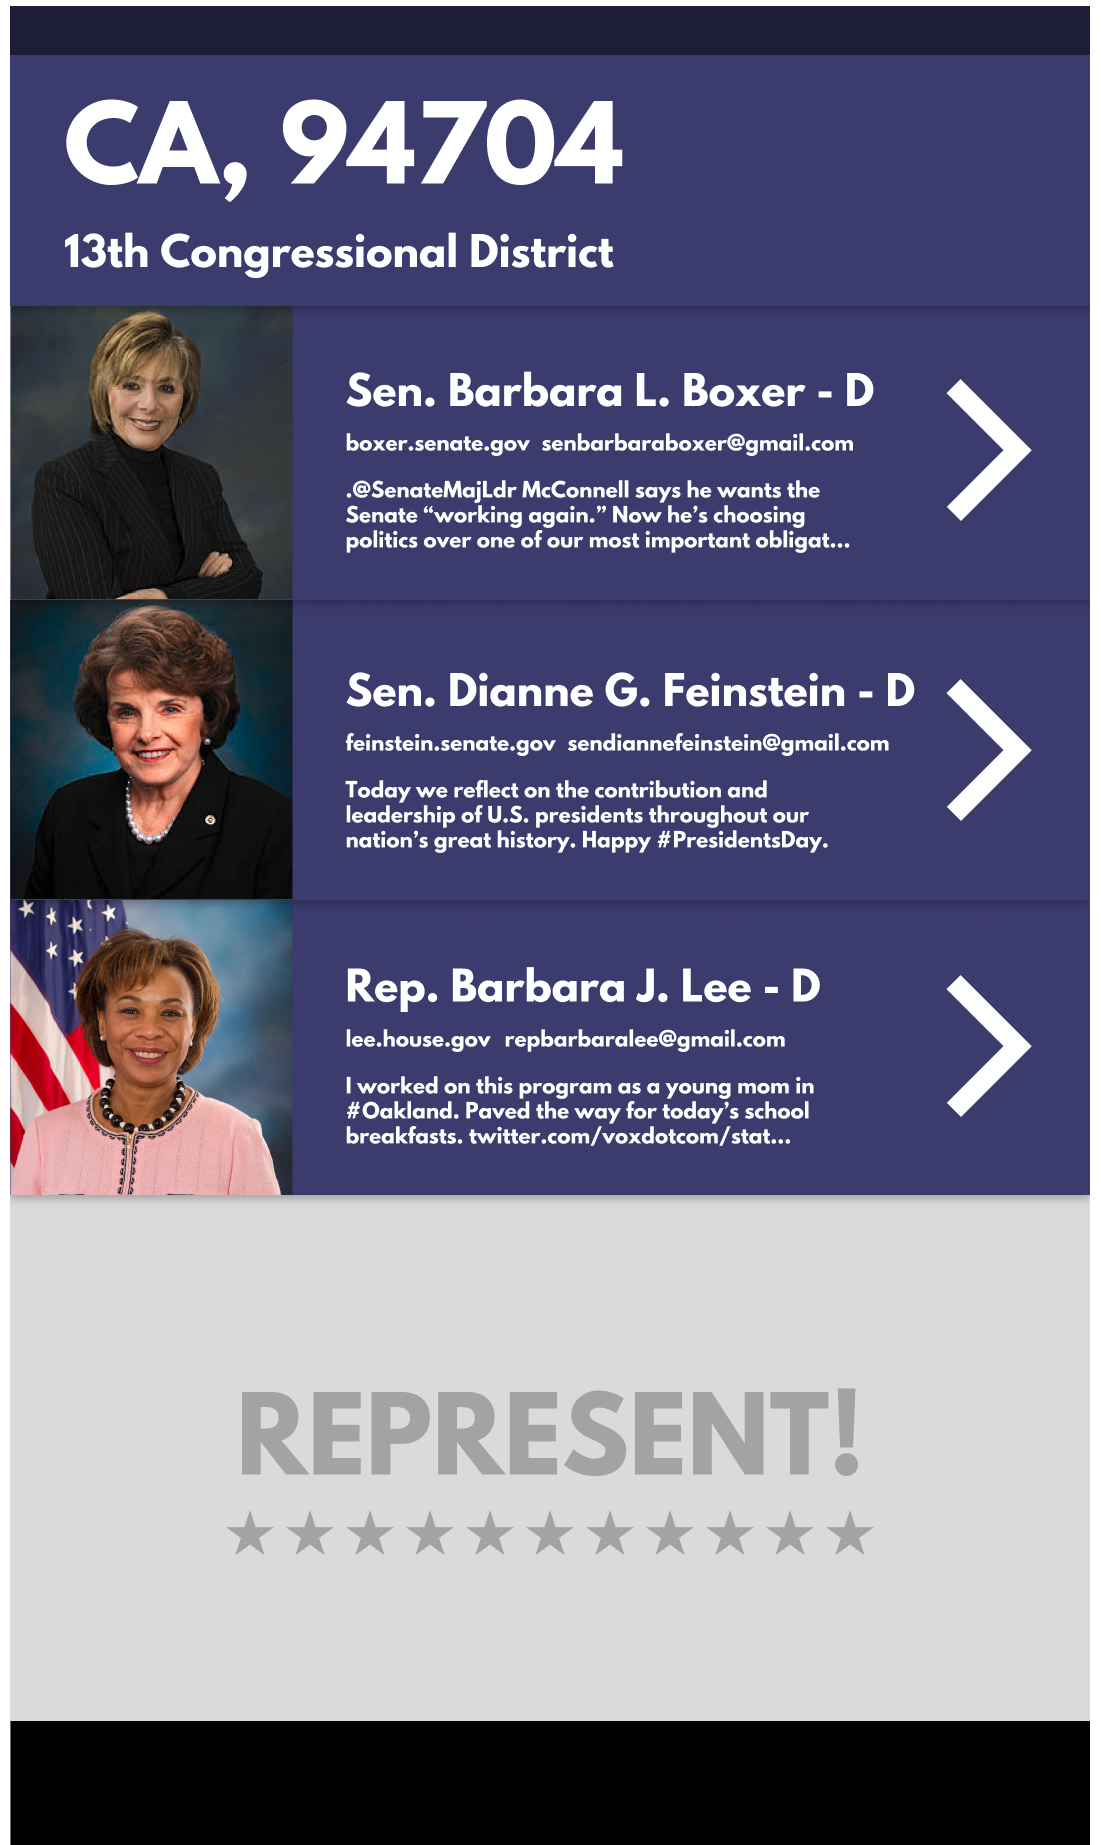 CA, 94704
13th Congressional District
Sen. Barbara L. Boxer - D
boxer.senate.gov senbarbaraboxer@gmail.com
.@SenateMajLdr McConnell says he wants the
Senate “working again.” Now he’s choosing
politics over one of our most important obligat...
Sen. Dianne G. Feinstein - D
feinstein.senate.gov sendiannefeinstein@gmail.com
Today we reflect on the contribution and
leadership of U.S. presidents throughout our
nation’s great history. Happy #PresidentsDay.
Rep. Barbara J. Lee - D
lee.house.gov repbarbaralee@gmail.com
I worked on this program as a young mom in
#Oakland. Paved the way for today’s school
breakfasts. twitter.com/voxdotcom/stat...
REPRESENT!